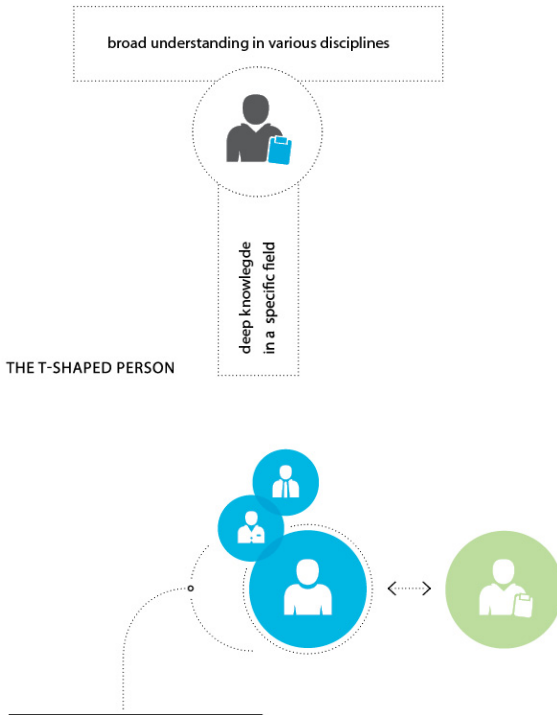 broad understanding in various disciplines
deep knowlegde
in a specific field
THE T-SHAPED PERSON